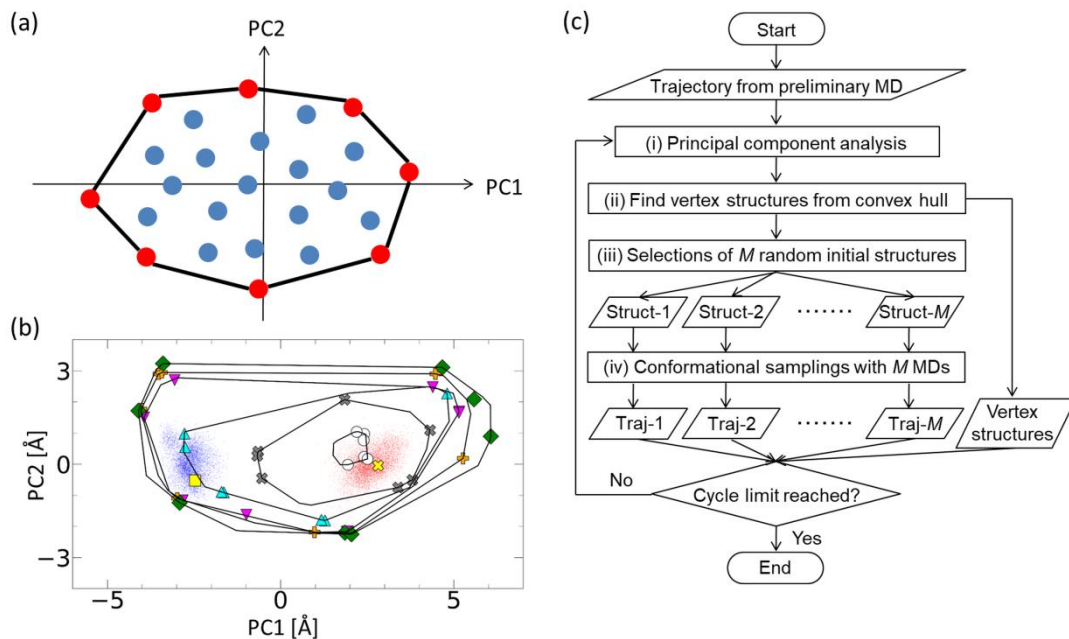 (a)
PC2
PC1
(b)
3
0
−3
PC2 [Å]
−5
0
5
PC1 [Å]
(c)
Start
Trajectory from preliminary MD
(i) Principal component analysis
(ii) Find vertex structures from convex hull
(iii) Selections of M random initial structures
Struct-1
Struct-2
·······
Struct-M
(iv) Conformational samplings with M MDs
Traj-1
Traj-2
·······
Traj-M
Vertex
structures
No
Cycle limit reached?
Yes
End